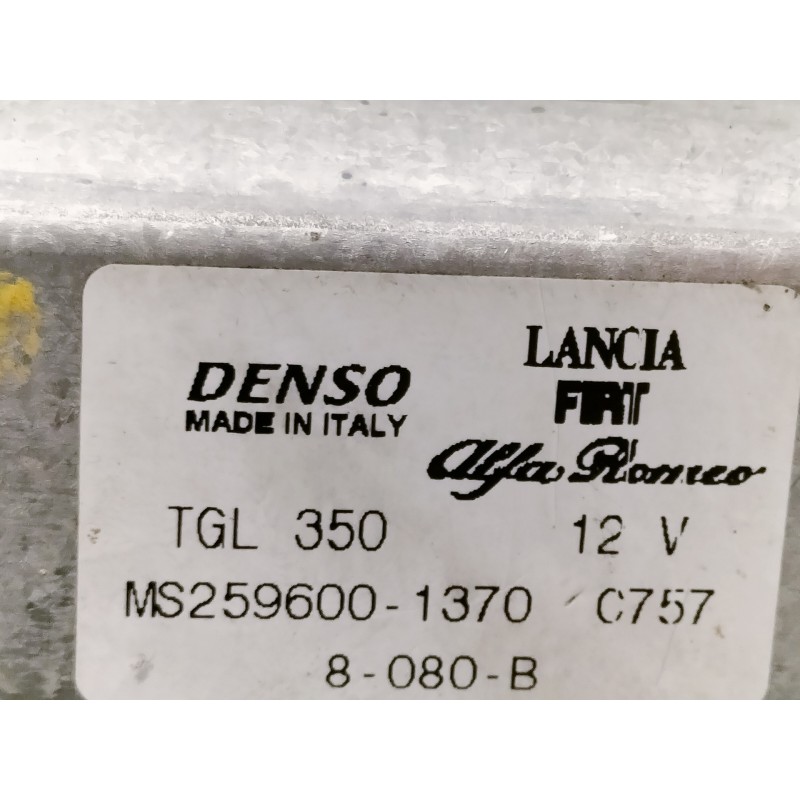 LANCIA
DENSO FIAT
MADE IN ITALY Alfa Romeo
TGL 350 12 V
MS259600-1370 C757
8-080-B